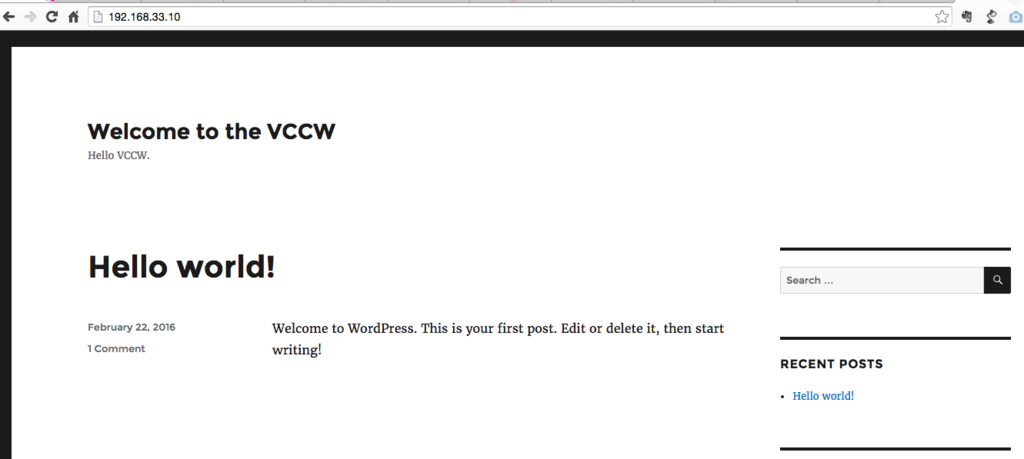 192.168.33.10
Welcome to the VCCW
Hello VCCW.
Hello world!
February 22, 2016
1 Comment
Welcome to WordPress. This is your first post. Edit or delete it, then start
writing!
Search ...
RECENT POSTS
Hello world!